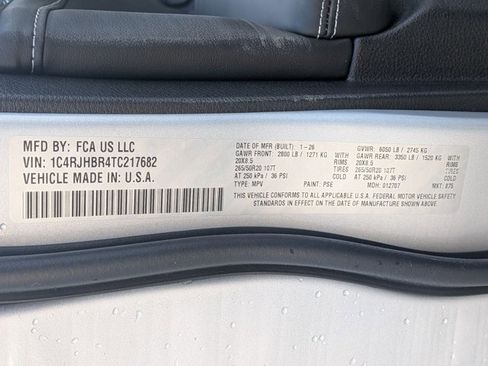 MFD BY: FCA US LLC
VIN: 1C4RJHBR4TC217682
VEHICLE MADE IN: U.S.A.
DATE OF MFR (BUILT): 1-26 GVWR: 6050 LB / 2745 KG
GAWR FRONT: 2800 LB / 1271 KG WITH GAWR REAR: 3350 LB / 1520 KG WITH
20X8.5 RIMS 20X8.5 RIMS
265/50R20 107T TIRES 265/50R20 107T TIRES
AT 250 kPa / 36 PSI COLD AT 250 kPa / 36 PSI COLD
TYPE: MPV PAINT: PSE MDH: 012707 MKT: 875
THIS VEHICLE CONFORMS TO ALL APPLICABLE U.S.A. FEDERAL MOTOR VEHICLE SAFETY
STANDARDS IN EFFECT ON THE DATE OF MANUFACTURE SHOWN ABOVE.